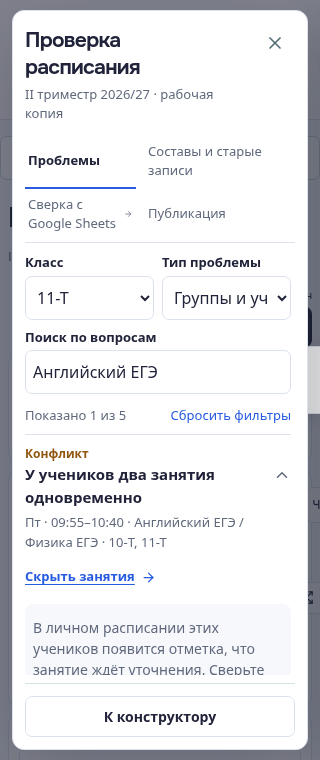 Проверка
расписания
II триместр 2026/27 · рабочая
копия
Проблемы
Составы и старые
записи
Сверка с
Google Sheets →
Публикация
Класс
Тип проблемы
11-Т
Группы и уч
Поиск по вопросам
Английский ЕГЭ
Показано 1 из 5
Сбросить фильтры
Конфликт
У учеников два занятия
одновременно
Пт · 09:55–10:40 · Английский ЕГЭ /
Физика ЕГЭ · 10-Т, 11-Т
Скрыть занятия →
В личном расписании этих
учеников появится отметка, что
занятие ждёт уточнения. Сверьте
К конструктору